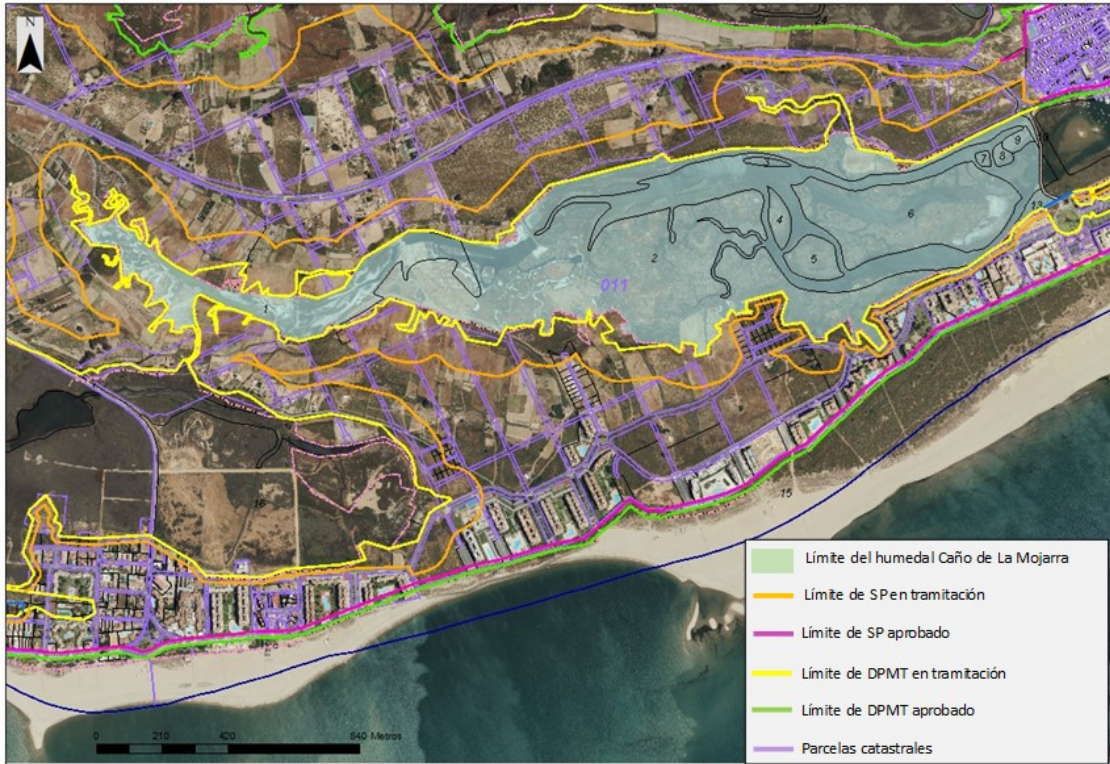 N
3
7
8
9
4
6
13
2
5
011
1
16
15
0 210 420 840 Metros
Límite del humedal Caño de La Mojarra
Límite de SP en tramitación
Límite de SP aprobado
Límite de DPMT en tramitación
Límite de DPMT aprobado
Parcelas catastrales